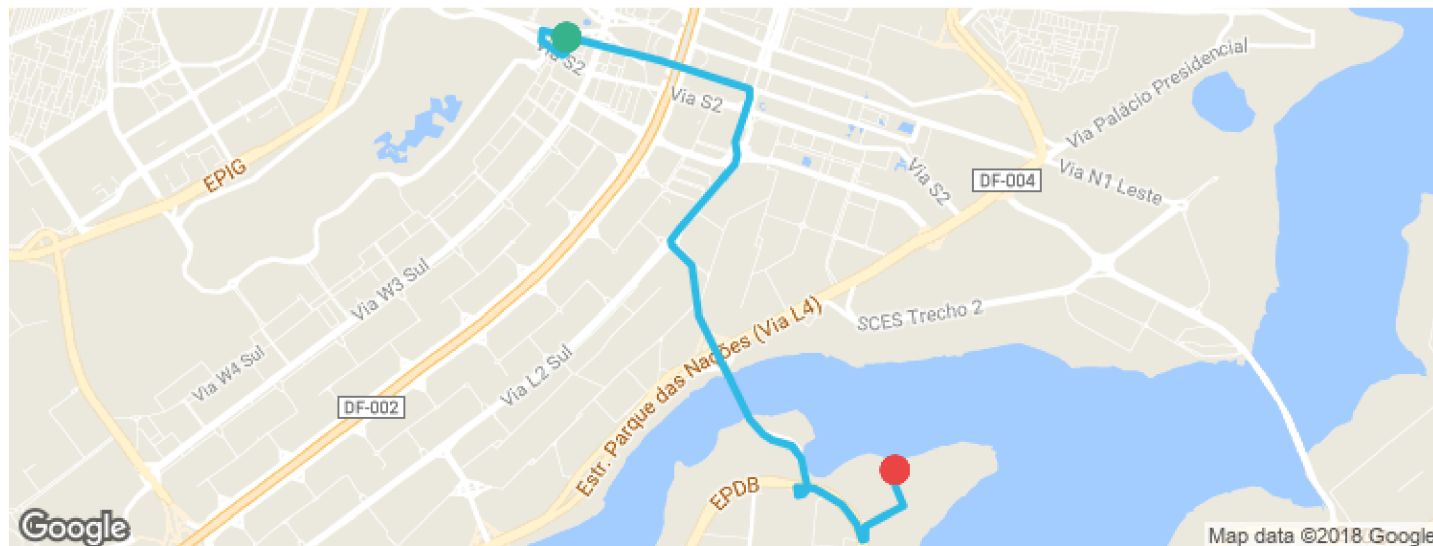 Via S2
Via S2
Via Palácio Presidencial
EPIG
Via S2
DF-004
Via N1 Leste
Via W3 Sul
SCES Trecho 2
Via W4 Sul
Via L2 Sul
Estr. Parque das Nações (Via L4)
DF-002
EPDB
Google
Map data ©2018 Google